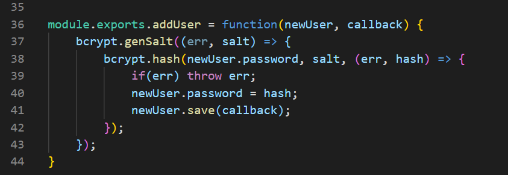 35
36 module.exports.addUser = function(newUser, callback) {
37     bcrypt.genSalt((err, salt) => {
38         bcrypt.hash(newUser.password, salt, (err, hash) => {
39             if(err) throw err;
40             newUser.password = hash;
41             newUser.save(callback);
42         });
43     });
44 }